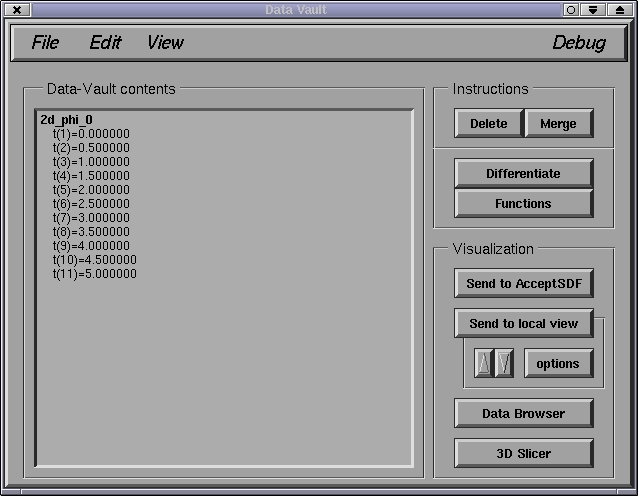 Data Vault
File Edit View Debug
Data-Vault contents
2d_phi_0
t(1)=0.000000
t(2)=0.500000
t(3)=1.000000
t(4)=1.500000
t(5)=2.000000
t(6)=2.500000
t(7)=3.000000
t(8)=3.500000
t(9)=4.000000
t(10)=4.500000
t(11)=5.000000
Instructions
Delete Merge
Differentiate
Functions
Visualization
Send to AcceptSDF
Send to local view
options
Data Browser
3D Slicer